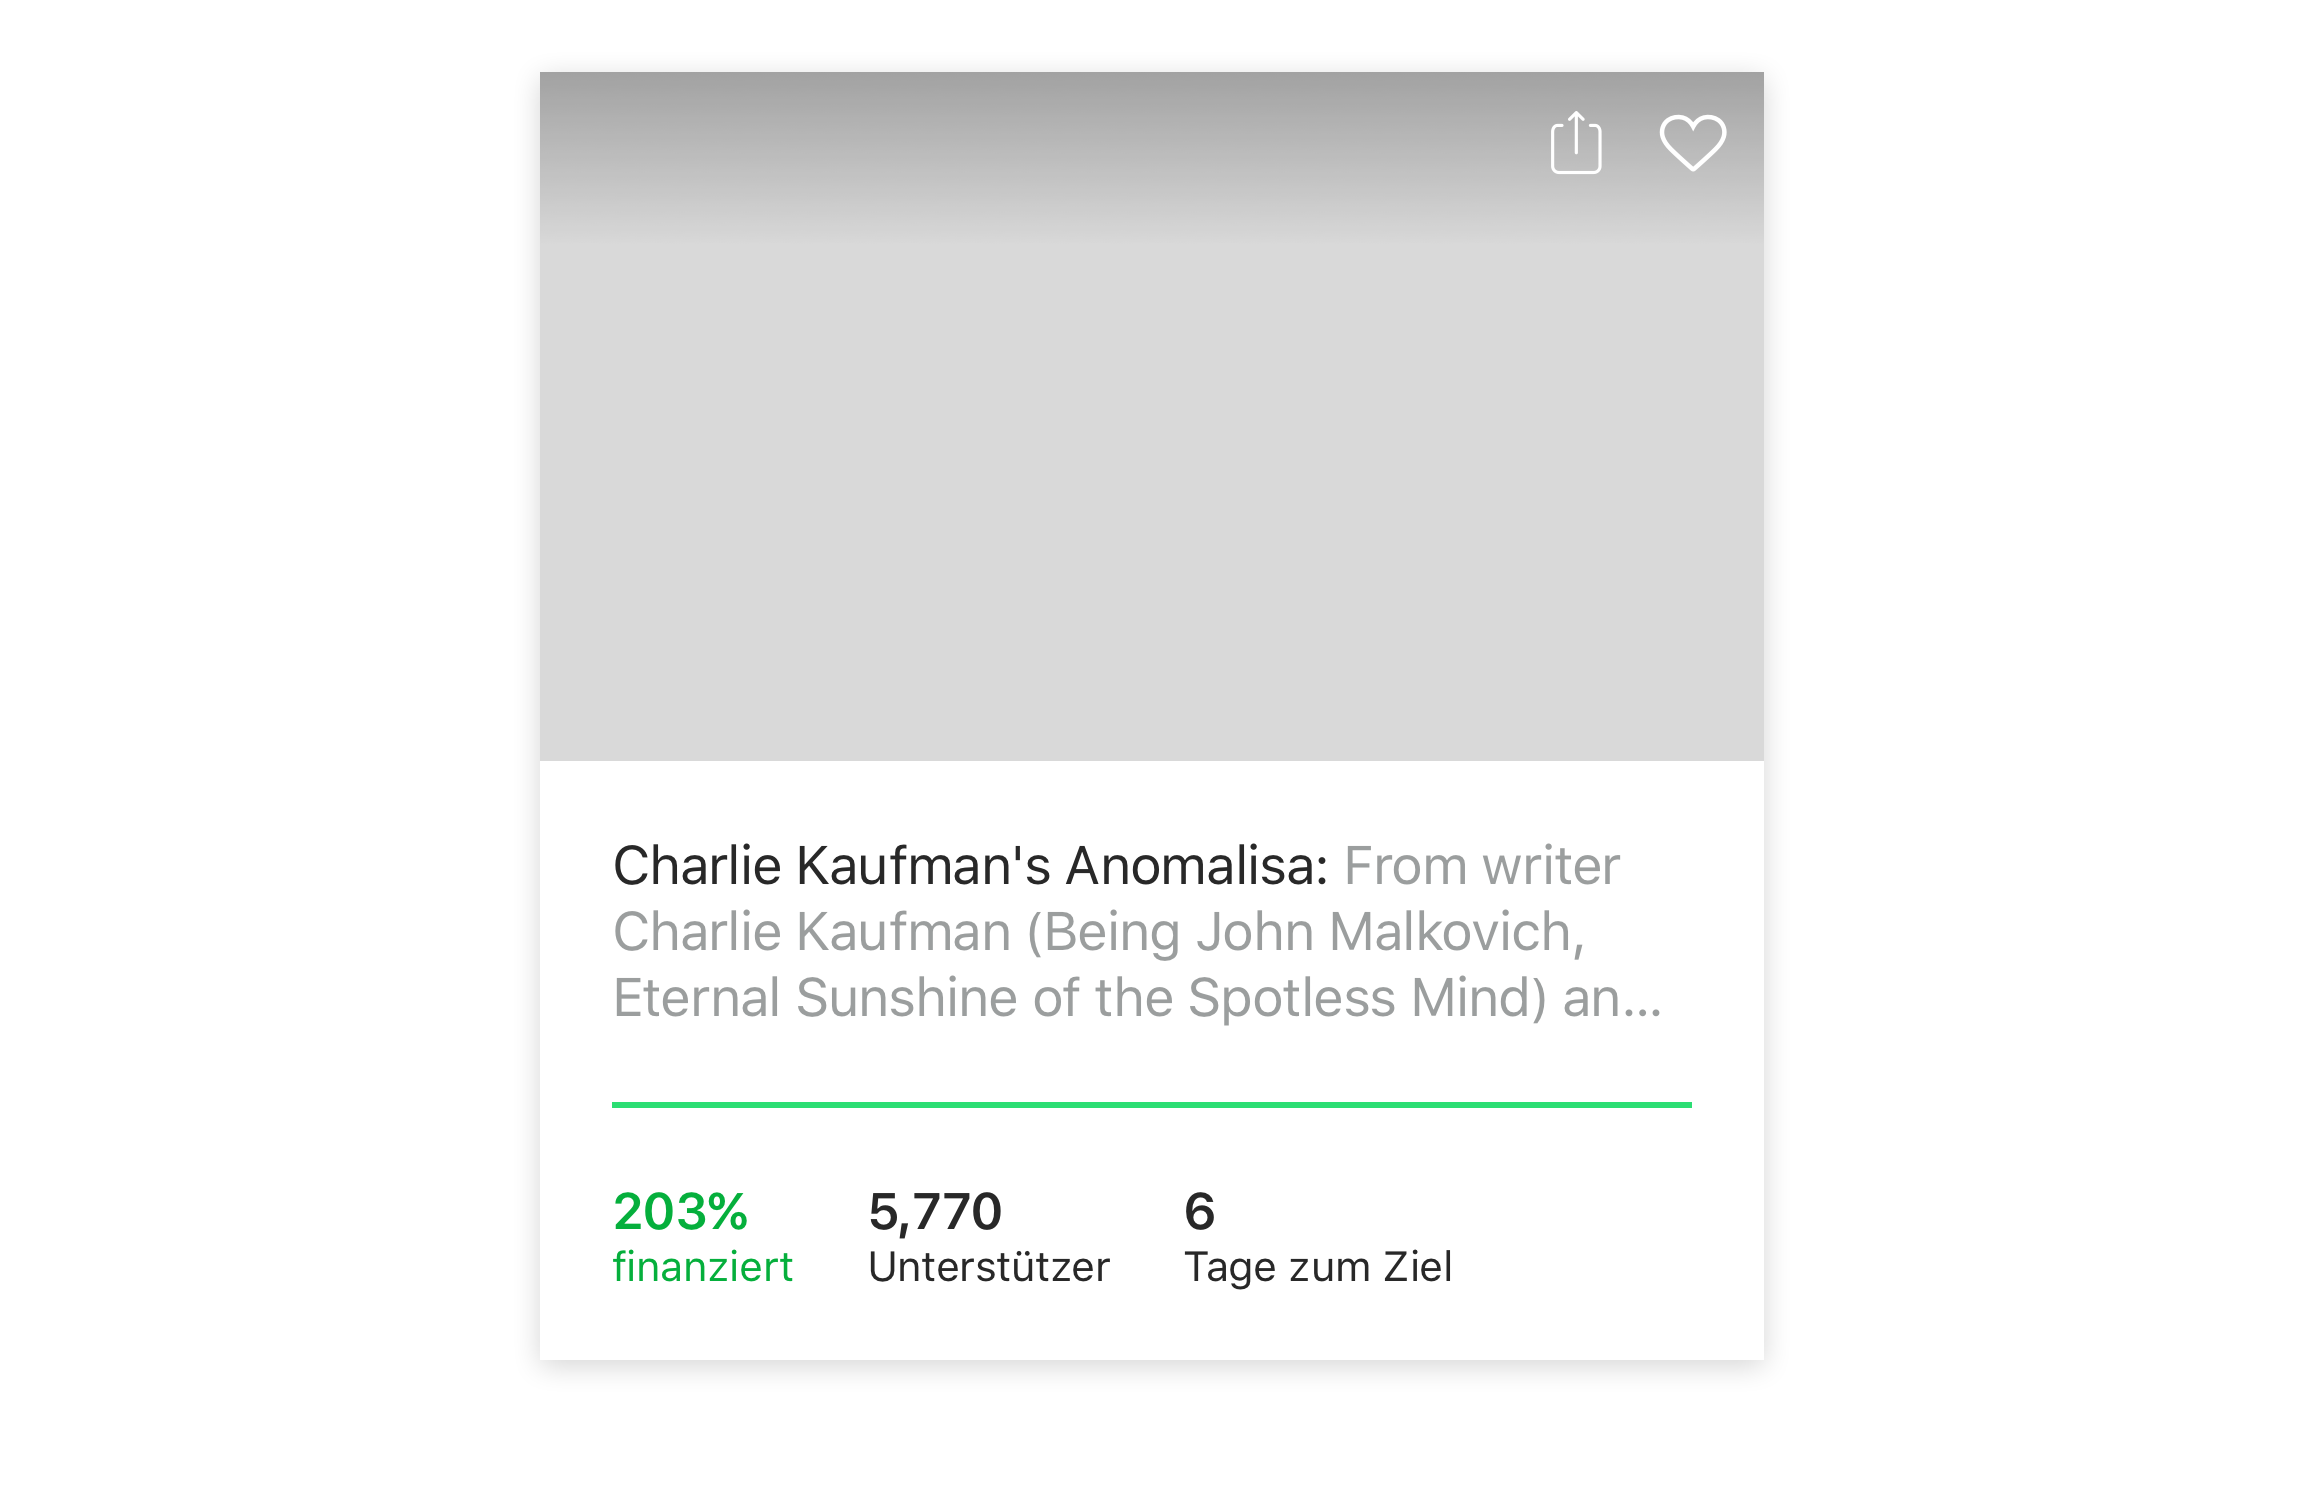 Charlie Kaufman's Anomalisa: From writer
Charlie Kaufman (Being John Malkovich,
Eternal Sunshine of the Spotless Mind) an...
203% 5,770 6
finanziert Unterstützer Tage zum Ziel